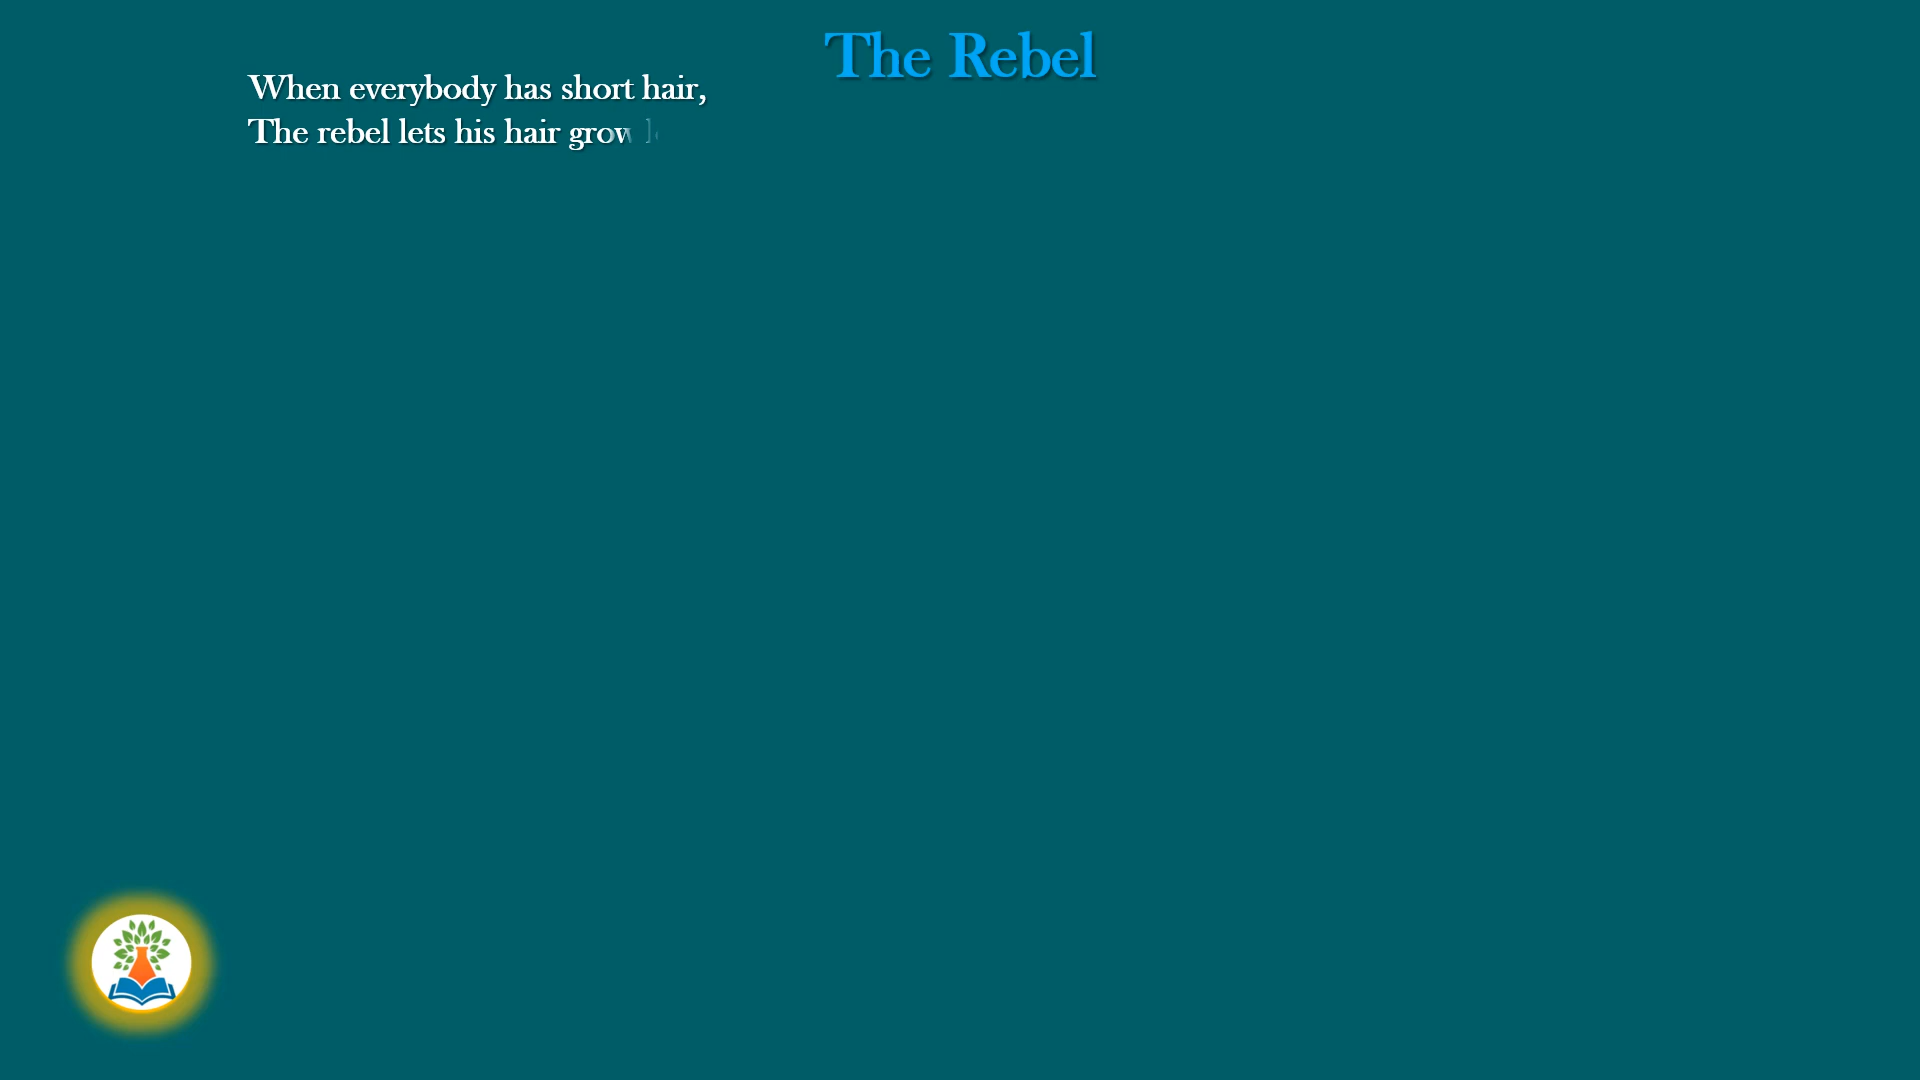 The Rebel
When everybody has short hair,
The rebel lets his hair grow